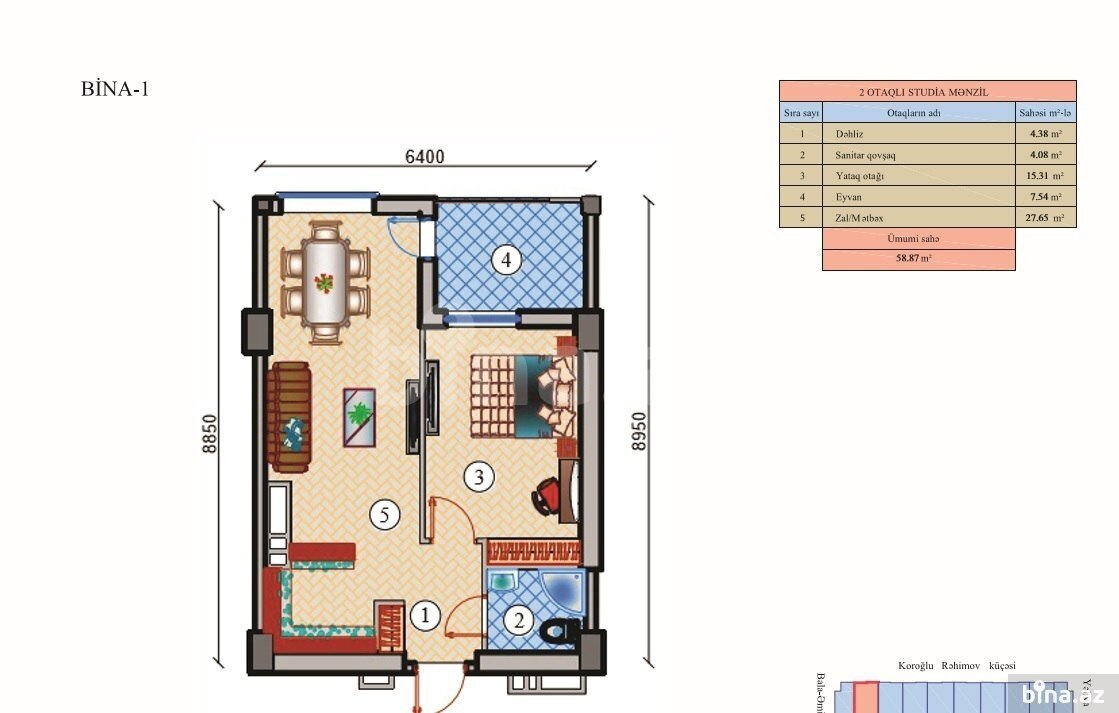 BİNA-1
2 OTAQLI STUDİA MƏNZİL
Sıra sayı Otaqların adı Sahəsi m²-lə
1 Dəhliz 4.38 m²
2 Sanitar qovşaq 4.08 m²
3 Yataq otağı 15.31 m²
4 Eyvan 7.54 m²
5 Zal/Mətbəx 27.65 m²
Ümumi sahə
58.87 m²
6400
8850
8950
4
3
5
1
2
Koroğlu Rəhimov küçəsi
bina.az